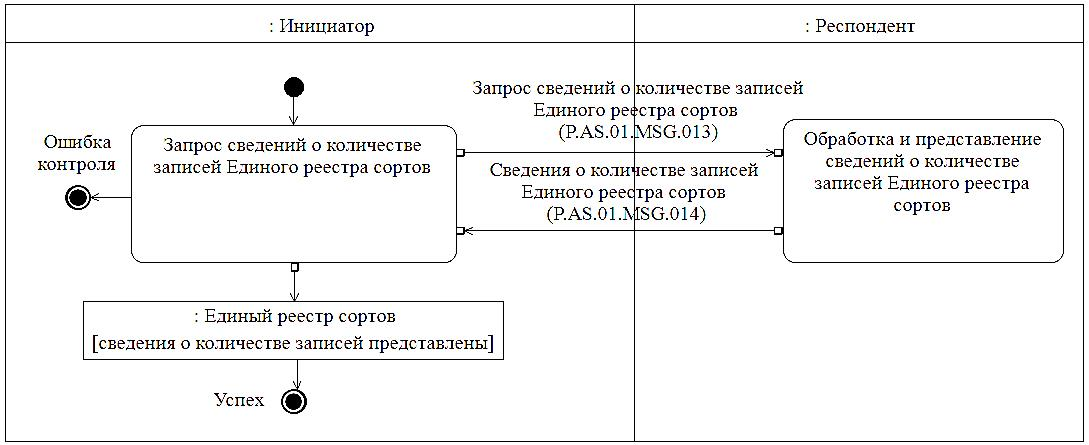 : Инициатор
: Респондент
Запрос сведений о количестве записей
Единого реестра сортов
(P.AS.01.MSG.013)
Ошибка
контроля
Запрос сведений о количестве
записей Единого реестра сортов
Обработка и представление
сведений о количестве
записей Единого реестра
сортов
Сведения о количестве записей
Единого реестра сортов
(P.AS.01.MSG.014)
: Единый реестр сортов
[сведения о количестве записей представлены]
Успех